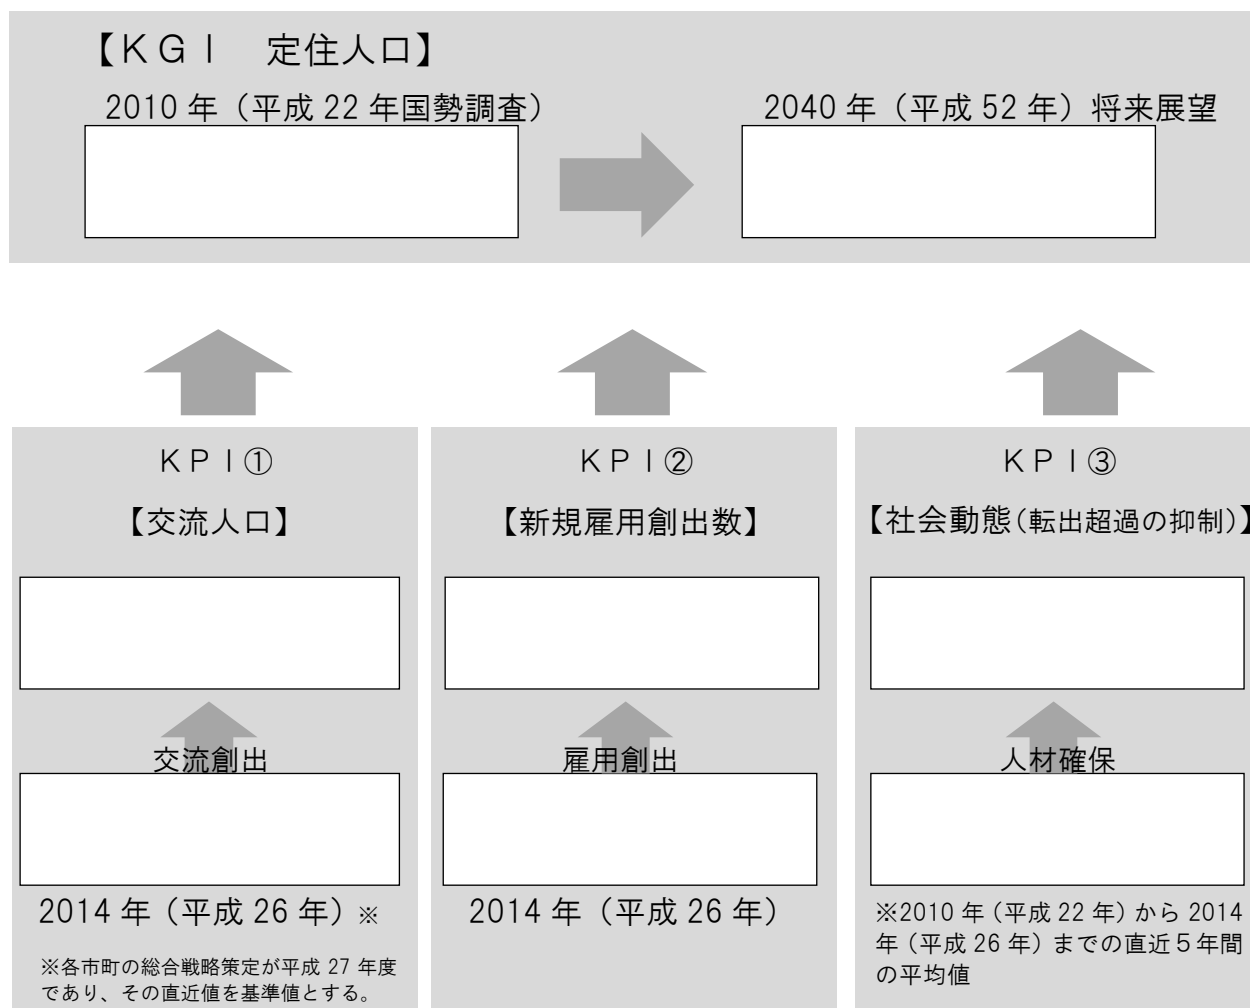 【ＫＧＩ　定住人口】
2010 年（平成 22 年国勢調査）
2040 年（平成 52 年）将来展望
ＫＰＩ①
【交流人口】
交流創出
2014 年（平成 26 年）※
※各市町の総合戦略策定が平成 27 年度
であり、その直近値を基準値とする。
ＫＰＩ②
【新規雇用創出数】
雇用創出
2014 年（平成 26 年）
ＫＰＩ③
【社会動態（転出超過の抑制）】
人材確保
※2010 年（平成 22 年）から 2014
年（平成 26 年）までの直近５年間
の平均値